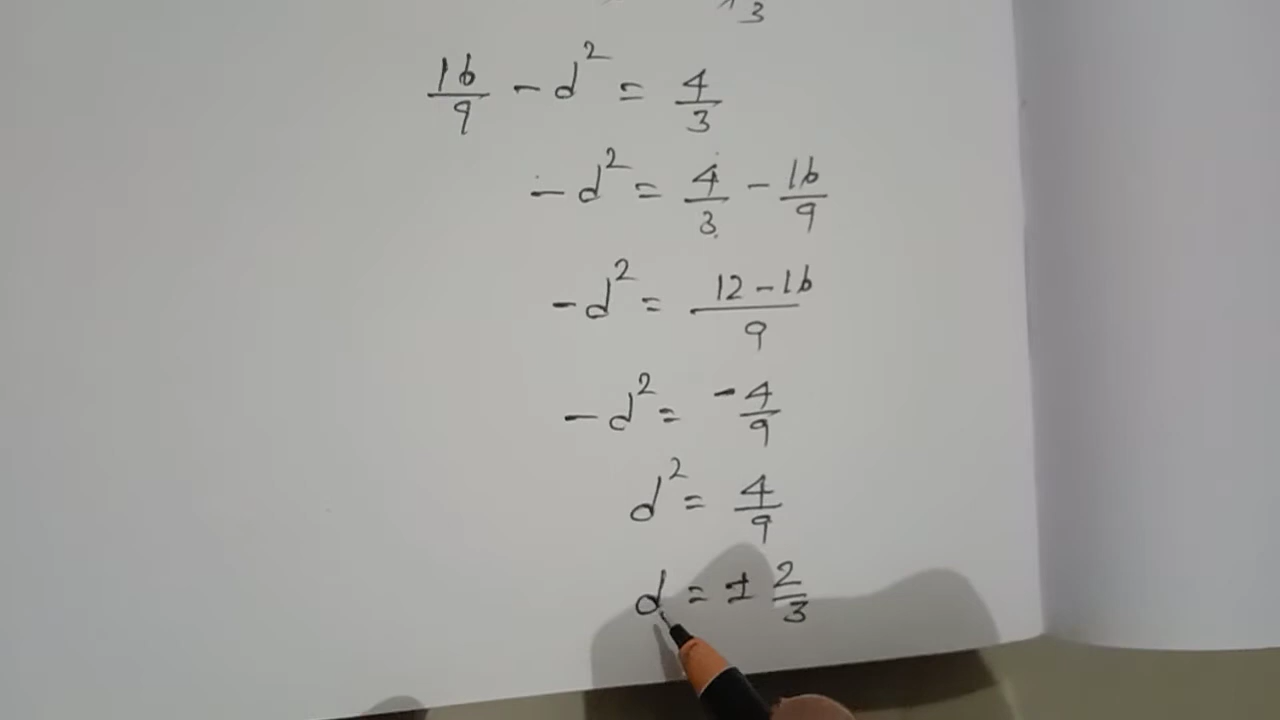 3
16/9 - d² = 4/3
-d² = 4/3 - 16/9
-d² = 12-16/9
-d² = -4/9
d² = 4/9
d = ± 2/3